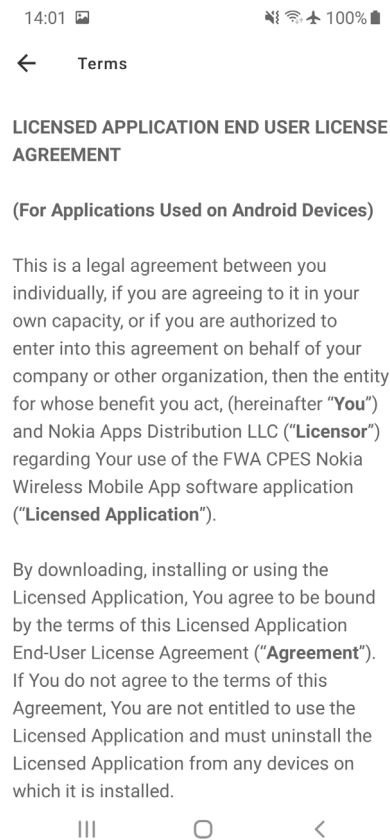 14:01
100%
Terms
LICENSED APPLICATION END USER LICENSE
AGREEMENT
(For Applications Used on Android Devices)
This is a legal agreement between you
individually, if you are agreeing to it in your
own capacity, or if you are authorized to
enter into this agreement on behalf of your
company or other organization, then the entity
for whose benefit you act, (hereinafter “You”)
and Nokia Apps Distribution LLC (“Licensor”)
regarding Your use of the FWA CPES Nokia
Wireless Mobile App software application
(“Licensed Application”).
By downloading, installing or using the
Licensed Application, You agree to be bound
by the terms of this Licensed Application
End-User License Agreement (“Agreement”).
If You do not agree to the terms of this
Agreement, You are not entitled to use the
Licensed Application and must uninstall the
Licensed Application from any devices on
which it is installed.